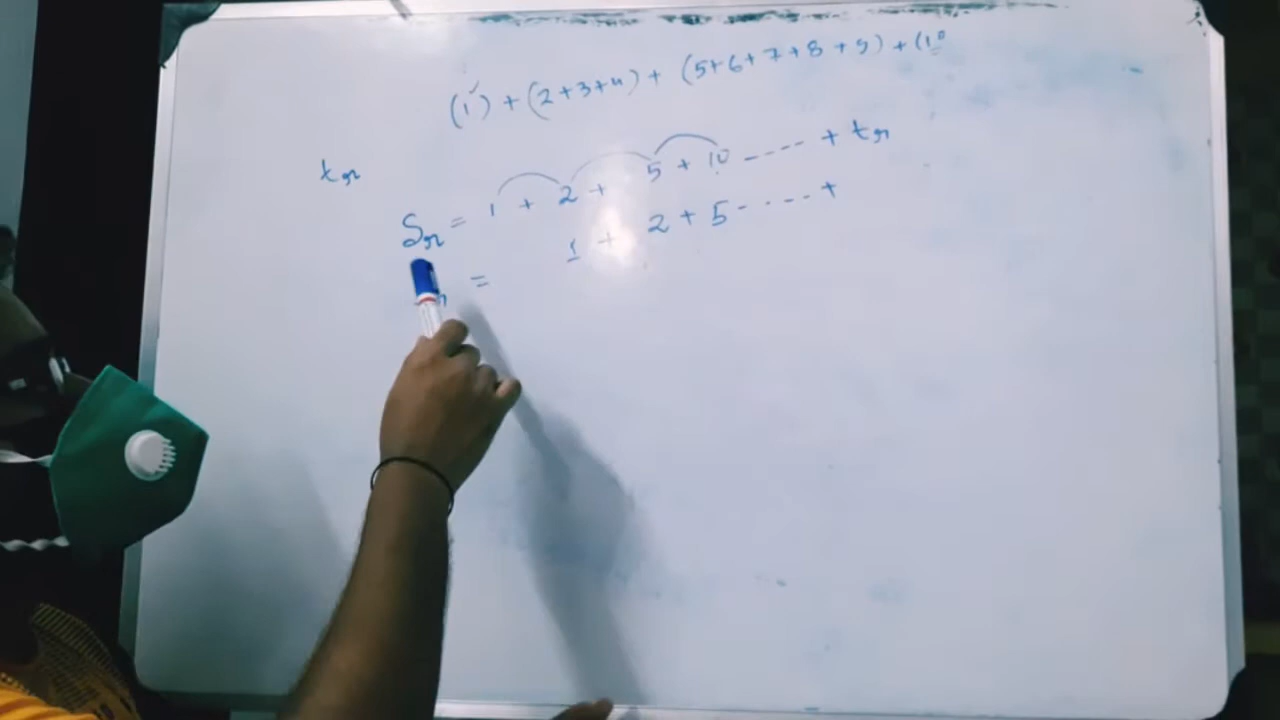 (1) + (2+3+4) + (5+6+7+8+9) + (10
tn
Sn = 1 + 2 + 5 + 10 ---- + tn
= 1 + 2 + 5 ----- +